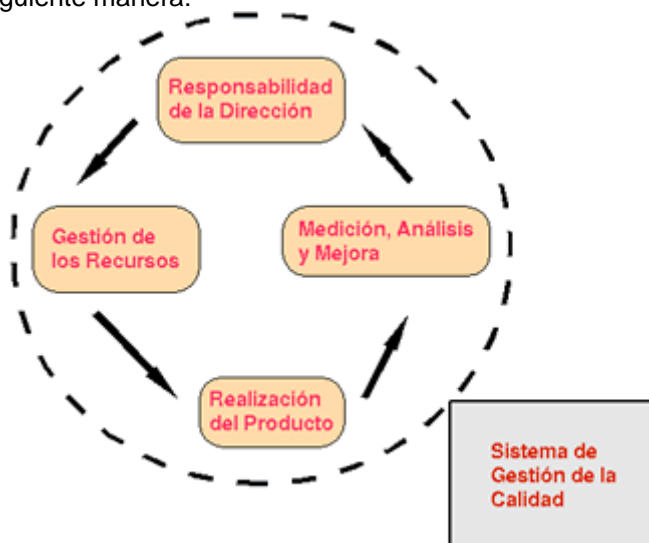 guiente manera:
Responsabilidad
de la Dirección
Gestión de
los Recursos
Medición, Análisis
y Mejora
Realización
del Producto
Sistema de
Gestión de la
Calidad